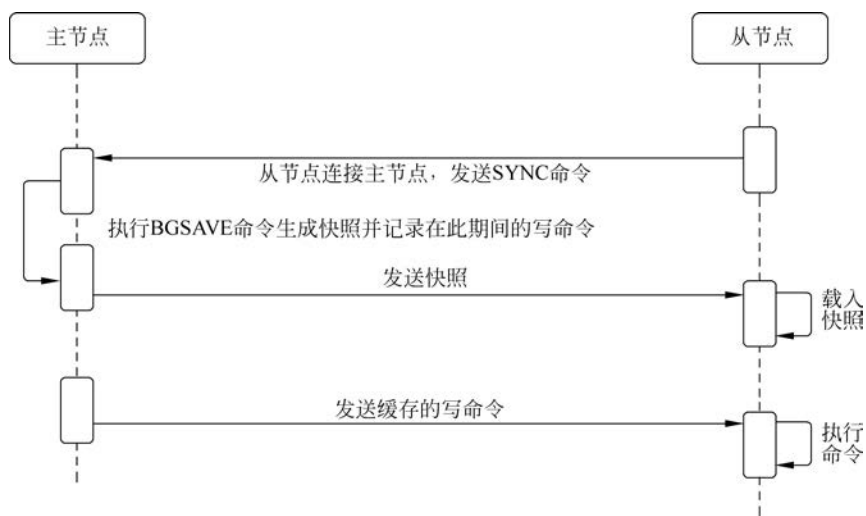 主节点
从节点
从节点连接主节点，发送SYNC命令
执行BGSAVE命令生成快照并记录在此期间的写命令
发送快照
载入
快照
发送缓存的写命令
执行
命令